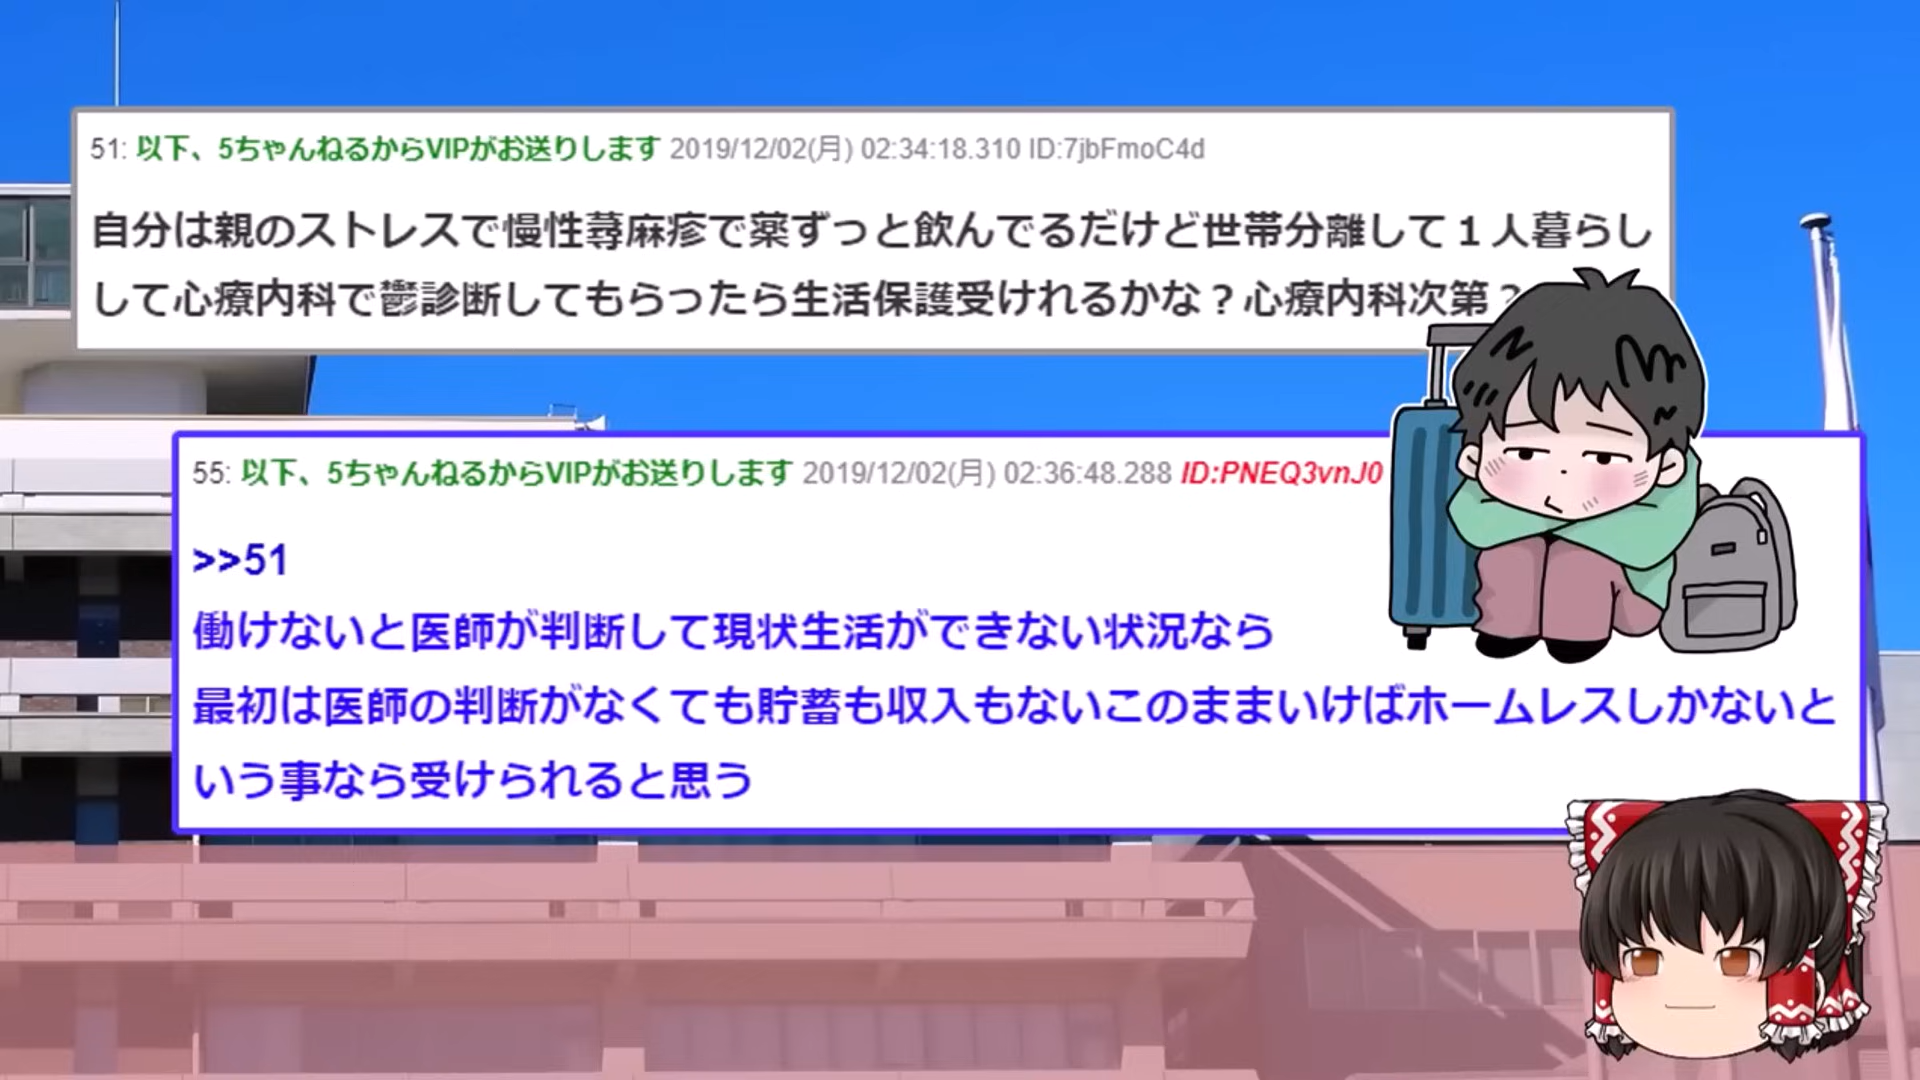 51: 以下、5ちゃんねるからVIPがお送りします 2019/12/02(月) 02:34:18.310 ID:7jbFmoC4d
自分は親のストレスで慢性蕁麻疹で薬ずっと飲んでるだけど世帯分離して１人暮らし
して心療内科で鬱診断してもらったら生活保護受けれるかな？心療内科次第？
55: 以下、5ちゃんねるからVIPがお送りします 2019/12/02(月) 02:36:48.288 ID:PNEQ3vnJ0
>>51
働けないと医師が判断して現状生活ができない状況なら
最初は医師の判断がなくても貯蓄も収入もないこのままいけばホームレスしかないと
いう事なら受けられると思う